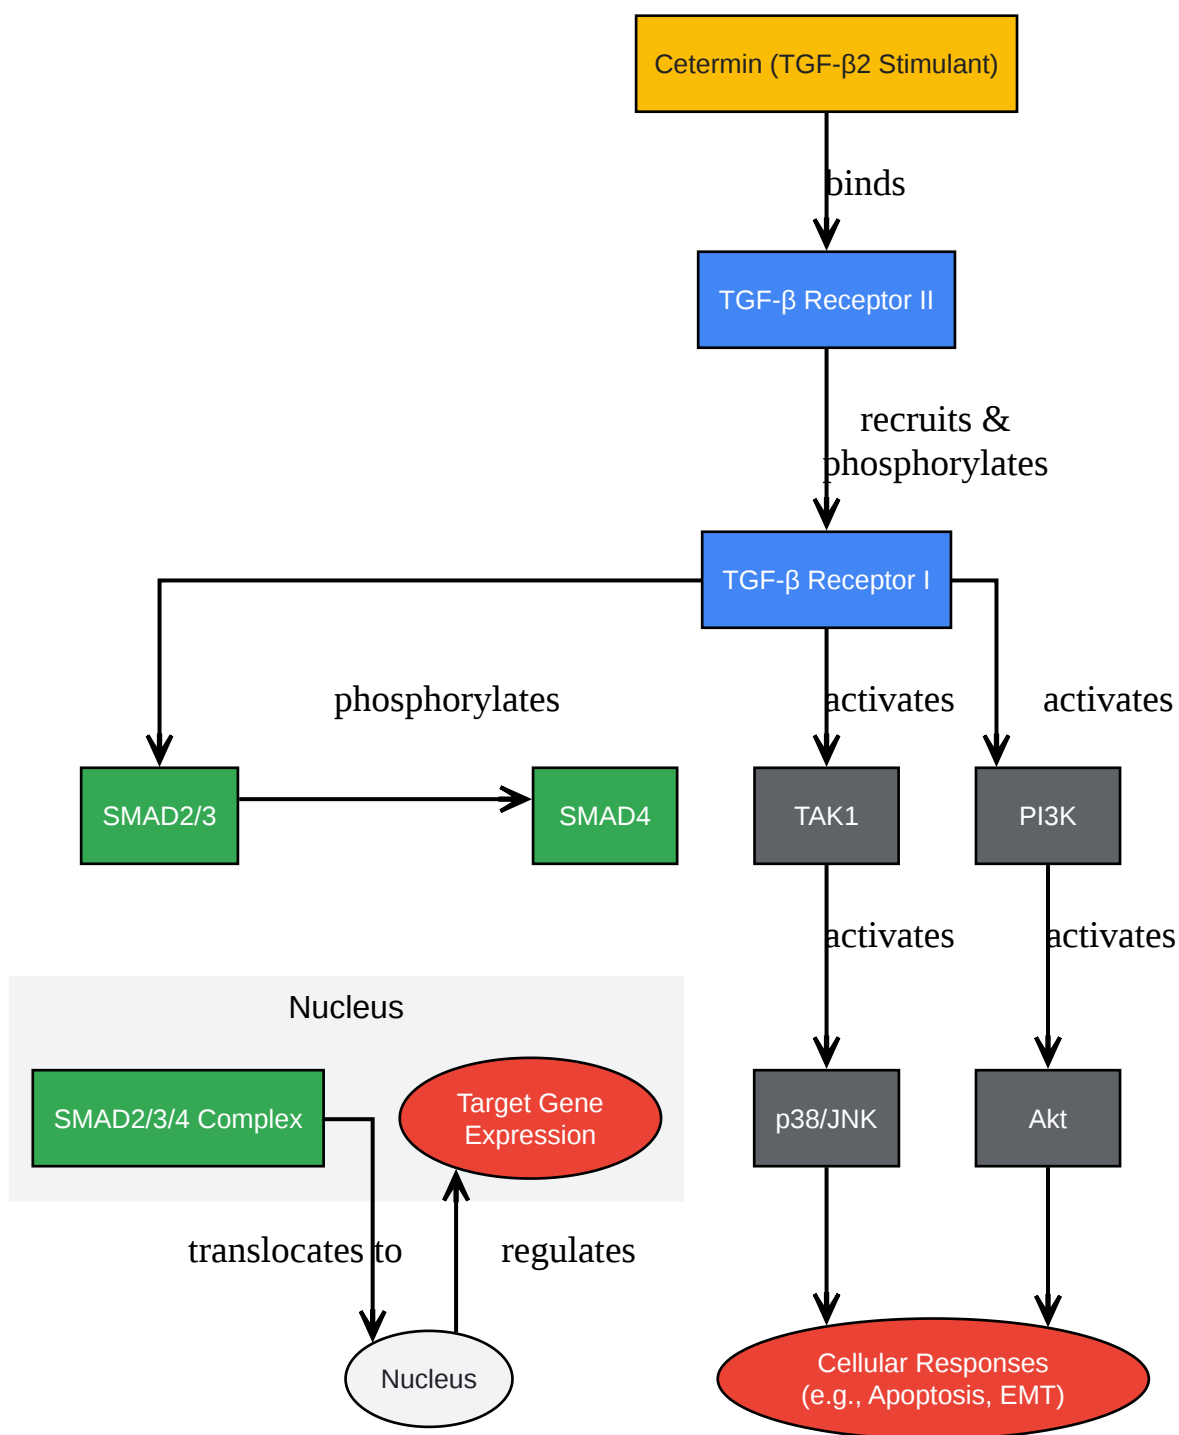 Cetermin (TGF-β2 Stimulant)
binds
TGF-β Receptor II
recruits &
phosphorylates
TGF-β Receptor I
phosphorylates
activates
activates
SMAD2/3
SMAD4
TAK1
PI3K
activates
activates
Nucleus
SMAD2/3/4 Complex
Target Gene
Expression
p38/JNK
Akt
translocates to
regulates
Nucleus
Cellular Responses
(e.g., Apoptosis, EMT)